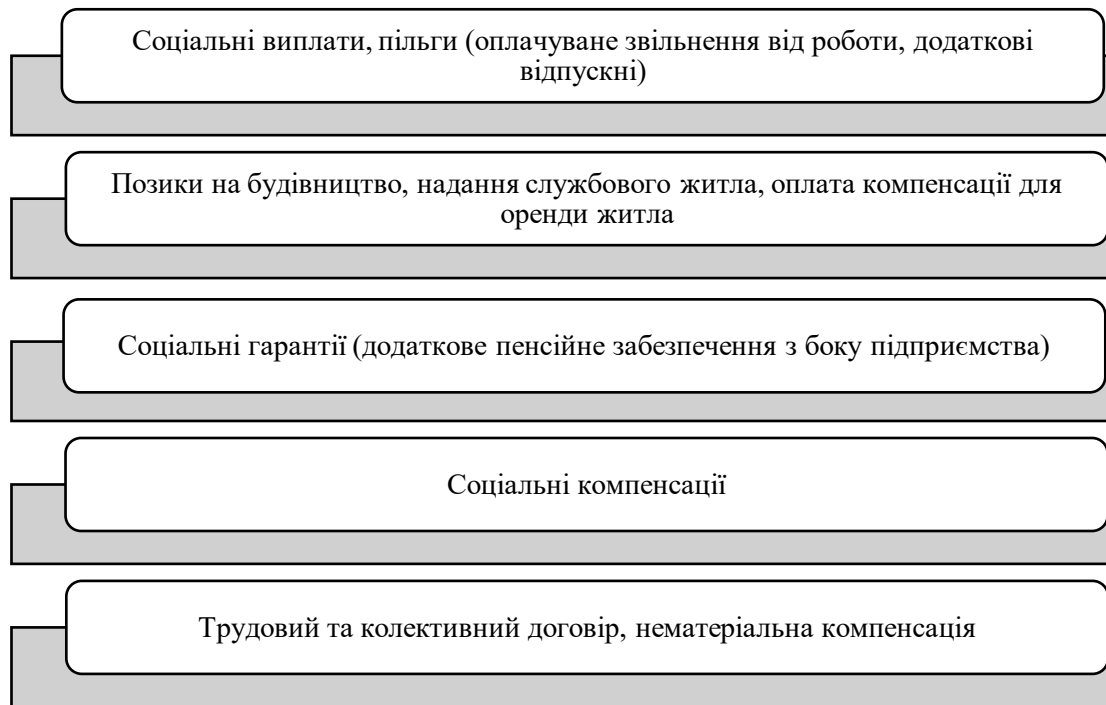 Соціальні виплати, пільги (оплачуване звільнення від роботи, додаткові
відпускні)
Позики на будівництво, надання службового житла, оплата компенсації для
оренди житла
Соціальні гарантії (додаткове пенсійне забезпечення з боку підприємства)
Соціальні компенсації
Трудовий та колективний договір, нематеріальна компенсація